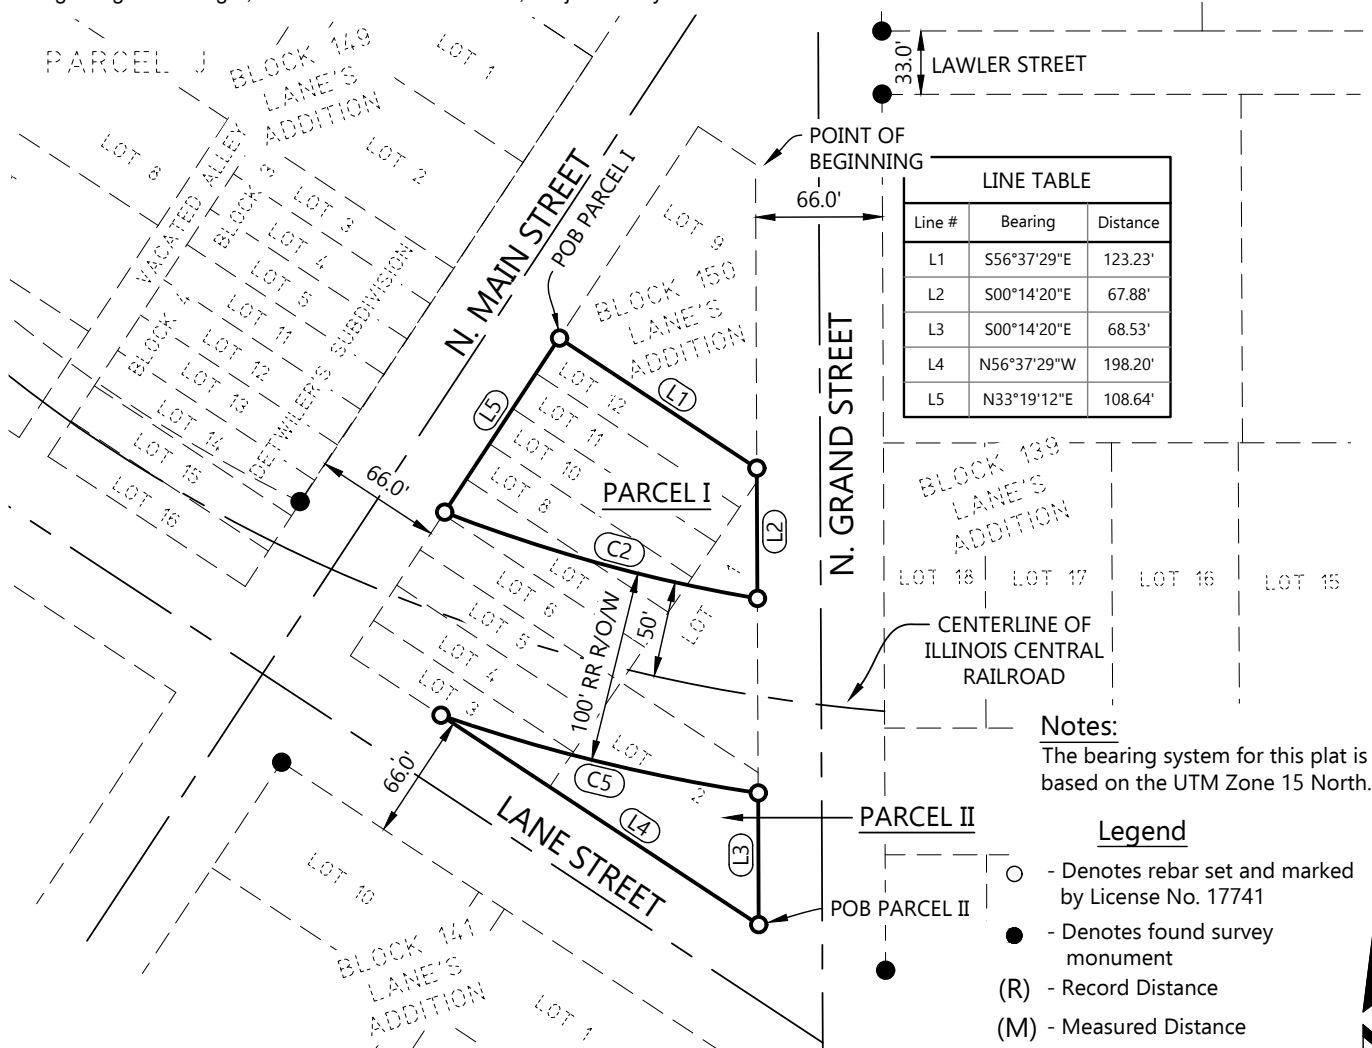 PARCEL J
BLOCK 149
LANE'S
ADDITION
LOT 1
LOT 2
LOT 8
VACATED ALLEY
BLOCK 3
LOT 3
LOT 4
LOT 5
LOT 11
LOT 12
LOT 13
LOT 14
LOT 15
LOT 16
BLOCK 4
DETWILER'S SUBDIVISION
N. MAIN STREET
POB PARCEL I
33.0'
LAWLER STREET
POINT OF
BEGINNING
66.0'
LOT 9
BLOCK 150
LANE'S
ADDITION
LINE TABLE
Line # Bearing Distance
L1 S56°37'29"E 123.23'
L2 S00°14'20"E 67.88'
L3 S00°14'20"E 68.53'
L4 N56°37'29"W 198.20'
L5 N33°19'12"E 108.64'
N. GRAND STREET
L1
L5
LOT 12
LOT 11
LOT 10
LOT 8
PARCEL I
L2
66.0'
C2
LOT
LOT 6
LOT 5
LOT 4
LOT 3
LOT 1
100' RR R/O/W
50'
BLOCK 139
LANE'S
ADDITION
LOT 18
LOT 17
LOT 16
LOT 15
CENTERLINE OF
ILLINOIS CENTRAL
RAILROAD
LOT 2
C5
L4
L3
66.0'
LANE STREET
PARCEL II
POB PARCEL II
LOT 10
BLOCK 141
LANE'S
ADDITION
LOT 1
Notes:
The bearing system for this plat is
based on the UTM Zone 15 North.
Legend
- Denotes rebar set and marked
by License No. 17741
- Denotes found survey
monument
(R) - Record Distance
(M) - Measured Distance